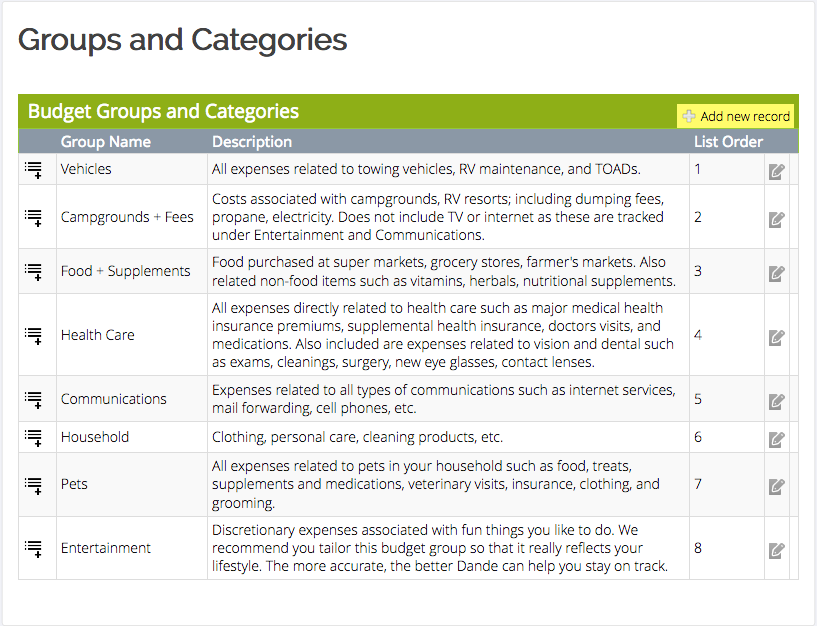 Groups and Categories
Budget Groups and Categories
Add new record
Group Name Description List Order
Vehicles All expenses related to towing vehicles, RV maintenance, and TOADs. 1
Campgrounds + Fees Costs associated with campgrounds, RV resorts; including dumping fees,
propane, electricity. Does not include TV or internet as these are tracked 2
under Entertainment and Communications.
Food + Supplements Food purchased at super markets, grocery stores, farmer's markets. Also
related non-food items such as vitamins, herbals, nutritional supplements. 3
Health Care All expenses directly related to health care such as major medical health
insurance premiums, supplemental health insurance, doctors visits, and
medications. Also included are expenses related to vision and dental such 4
as exams, cleanings, surgery, new eye glasses, contact lenses.
Communications Expenses related to all types of communications such as internet services,
mail forwarding, cell phones, etc. 5
Household Clothing, personal care, cleaning products, etc. 6
Pets All expenses related to pets in your household such as food, treats,
supplements and medications, veterinary visits, insurance, clothing, and 7
grooming.
Entertainment Discretionary expenses associated with fun things you like to do. We
recommend you tailor this budget group so that it really reflects your 8
lifestyle. The more accurate, the better Dande can help you stay on track.